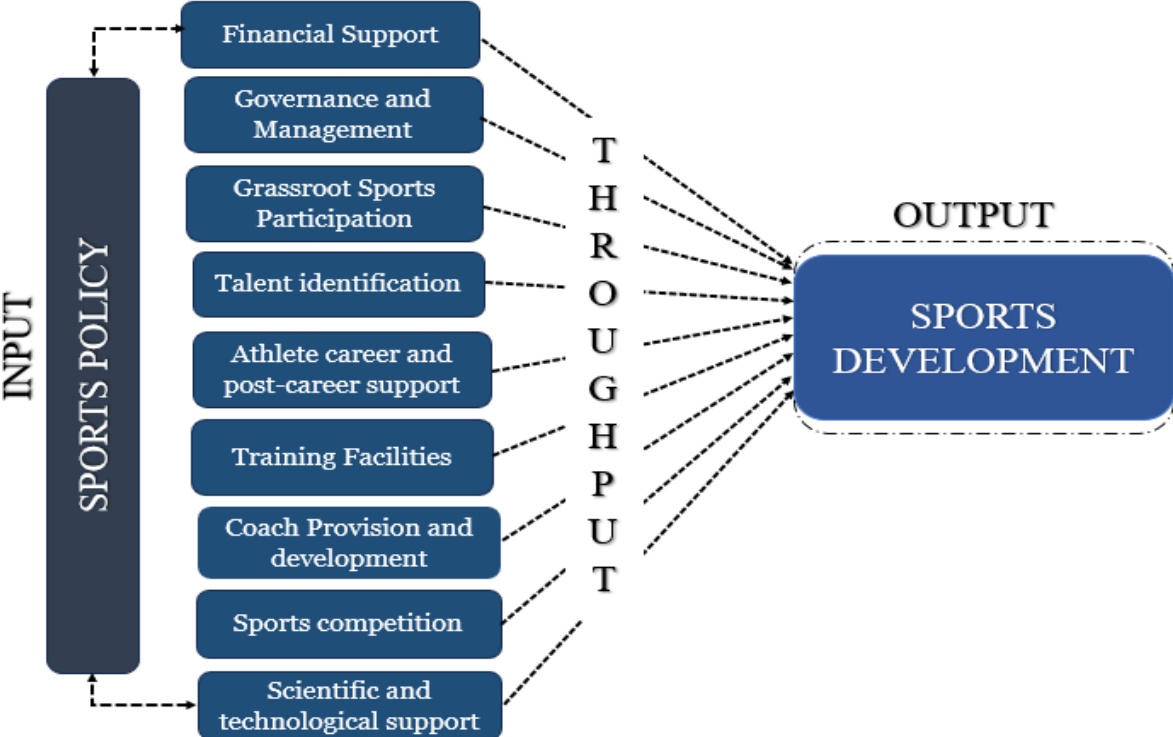 INPUT
SPORTS POLICY
Financial Support
Governance and
Management
Grassroot Sports
Participation
Talent identification
Athlete career and
post-career support
Training Facilities
Coach Provision and
development
Sports competition
Scientific and
technological support
THROUGHPUT
OUTPUT
SPORTS
DEVELOPMENT